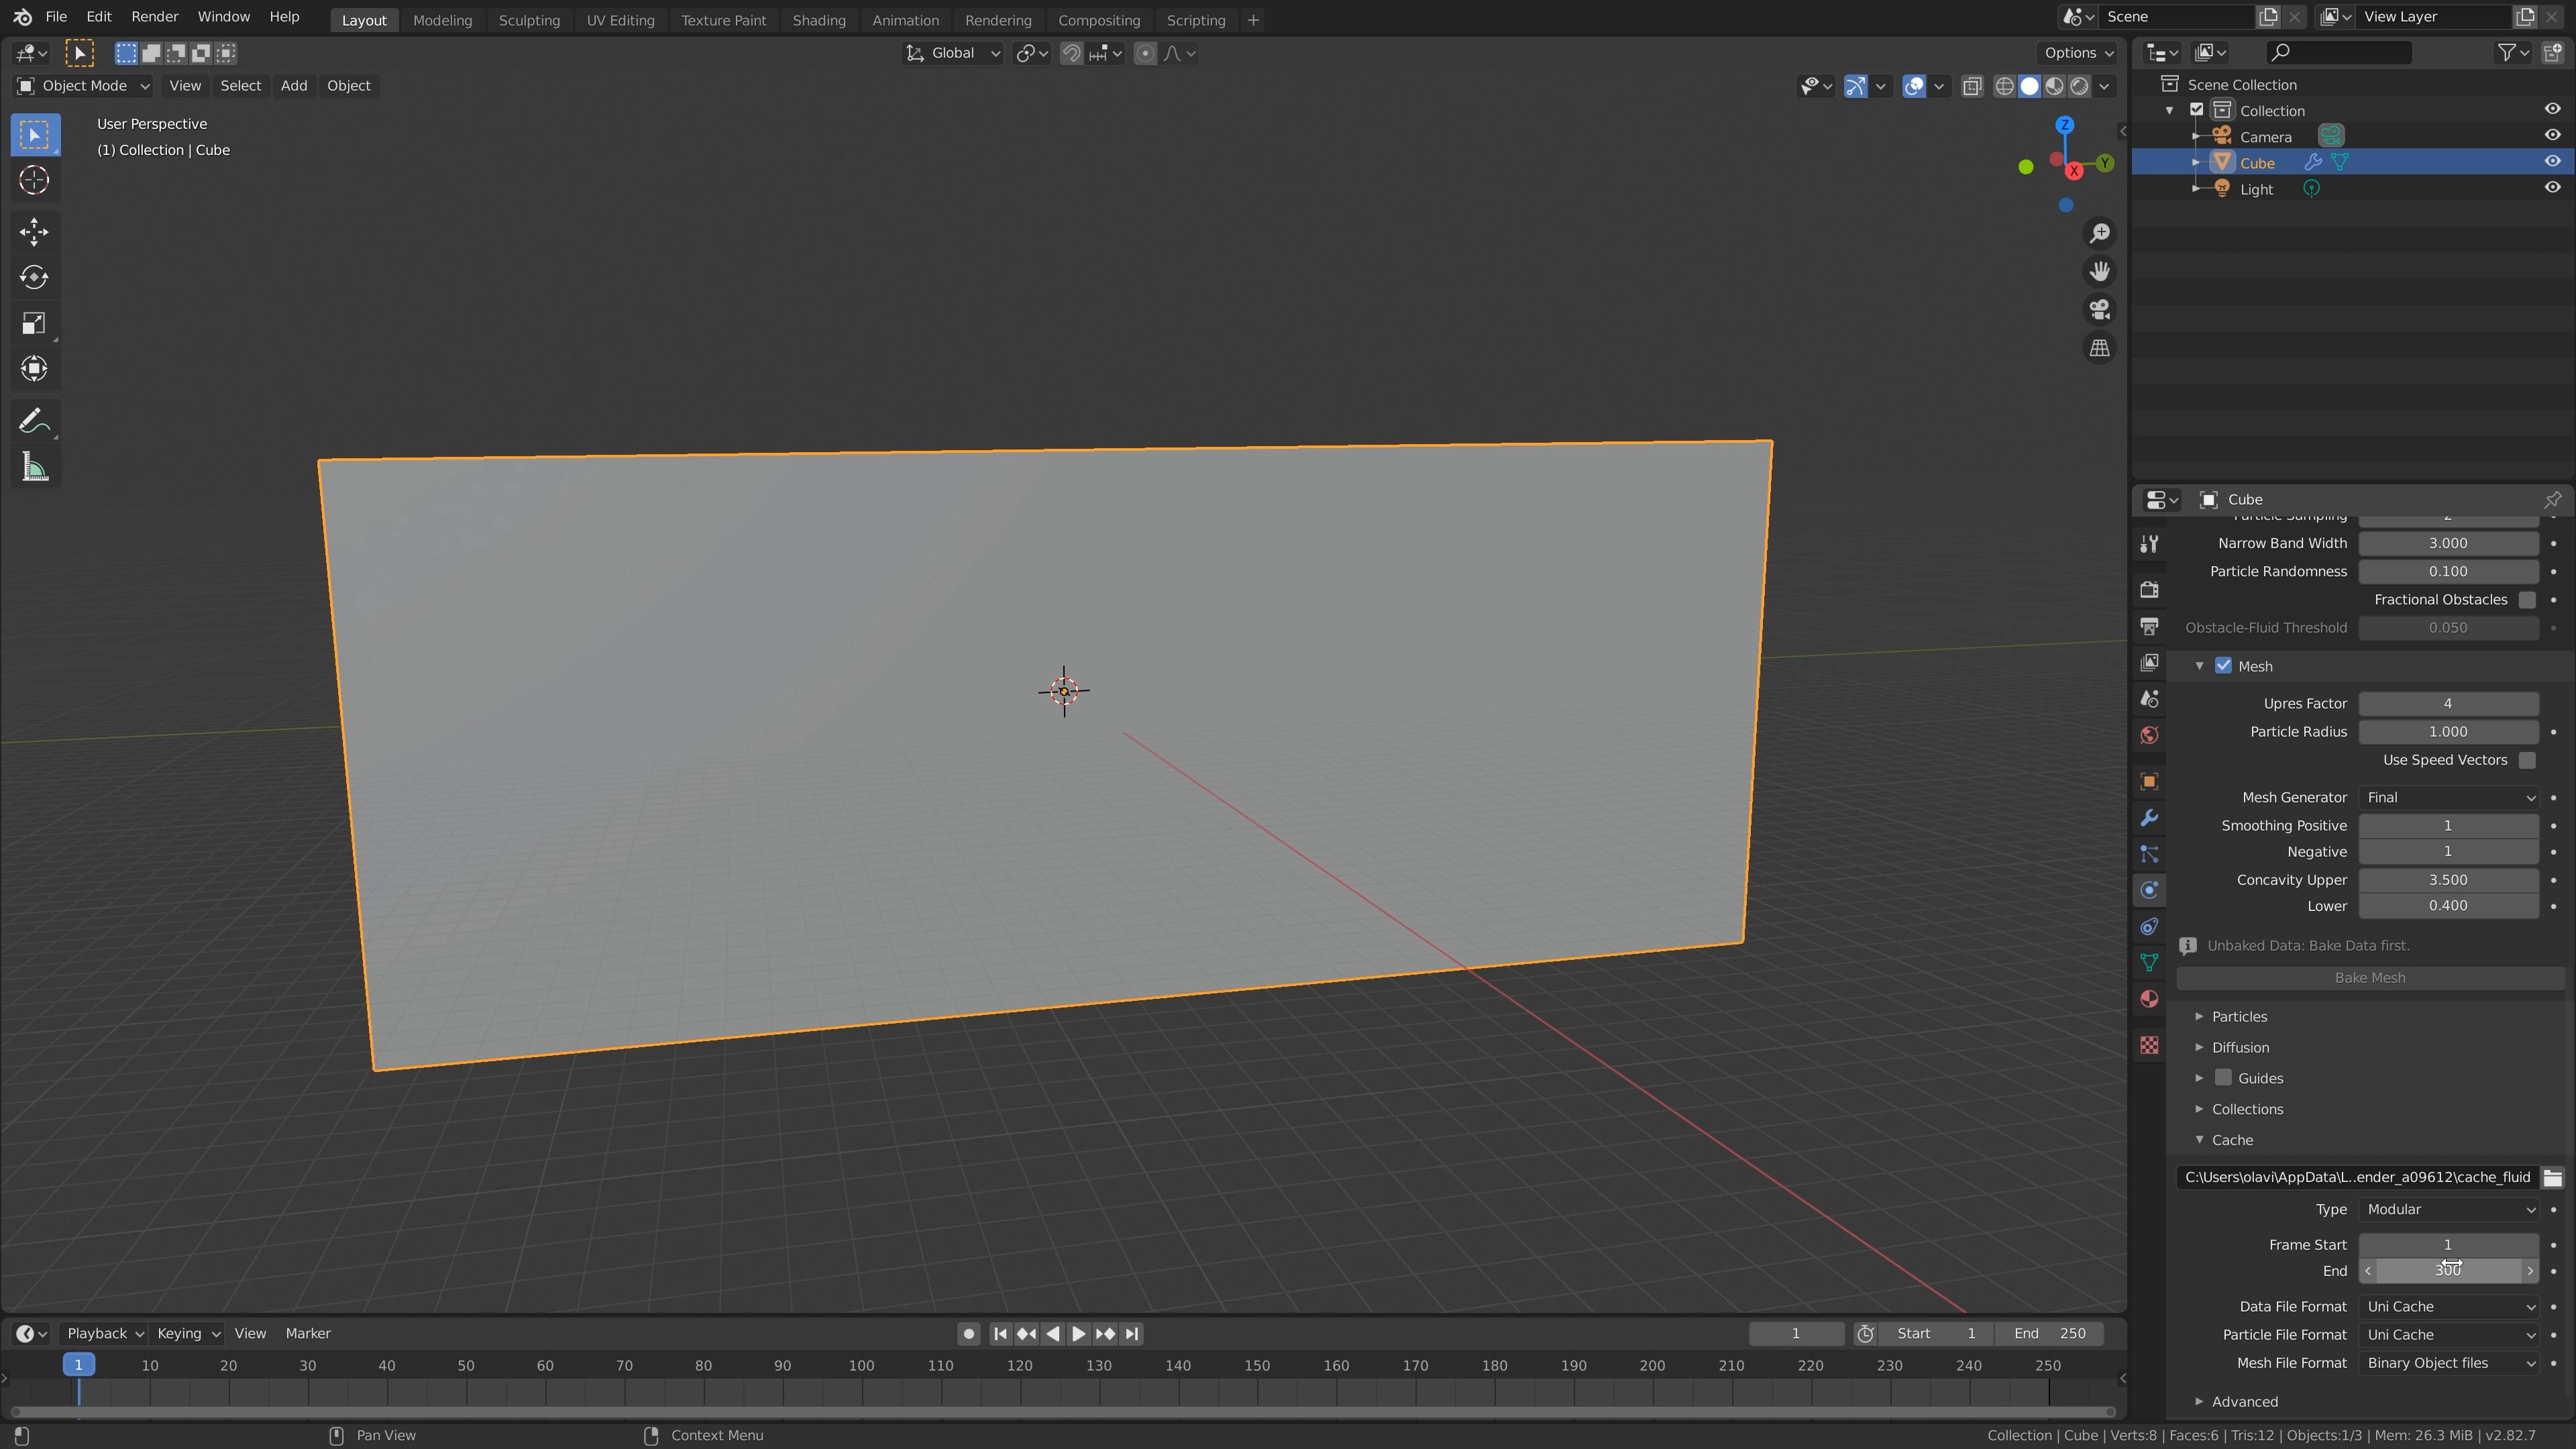 File Edit Render Window Help Layout Modeling Sculpting UV Editing Texture Paint Shading Animation Rendering Compositing Scripting + Scene View Layer
Global Options
Object Mode View Select Add Object
User Perspective
(1) Collection | Cube
Z
Y
X
Scene Collection
Collection
Camera
Cube
Light
Cube
Particle Sampling 2
Narrow Band Width 3.000
Particle Randomness 0.100
Fractional Obstacles
Obstacle-Fluid Threshold 0.050
Mesh
Upres Factor 4
Particle Radius 1.000
Use Speed Vectors
Mesh Generator Final
Smoothing Positive 1
Negative 1
Concavity Upper 3.500
Lower 0.400
Unbaked Data: Bake Data first.
Bake Mesh
Particles
Diffusion
Guides
Collections
Cache
C:\Users\olavi\AppData\L..ender_a09612\cache_fluid
Type Modular
Frame Start 1
End 300
Data File Format Uni Cache
Particle File Format Uni Cache
Mesh File Format Binary Object files
Advanced
Playback Keying View Marker 1 Start 1 End 250
1 10 20 30 40 50 60 70 80 90 100 110 120 130 140 150 160 170 180 190 200 210 220 230 240 250
Pan View Context Menu Collection | Cube | Verts:8 | Faces:6 | Tris:12 | Objects:1/3 | Mem: 26.3 MiB | v2.82.7